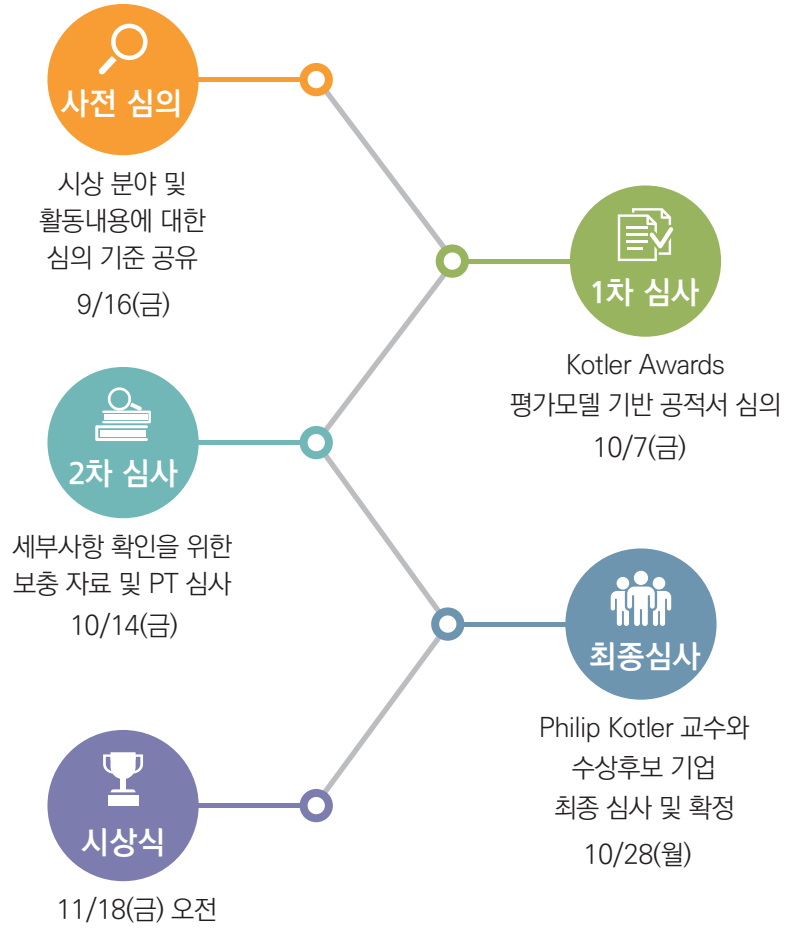 사전 심의
시상 분야 및
활동내용에 대한
심의 기준 공유
9/16(금)
1차 심사
Kotler Awards
평가모델 기반 공적서 심의
10/7(금)
2차 심사
세부사항 확인을 위한
보충 자료 및 PT 심사
10/14(금)
최종심사
Philip Kotler 교수와
수상후보 기업
최종 심사 및 확정
10/28(월)
시상식
11/18(금) 오전